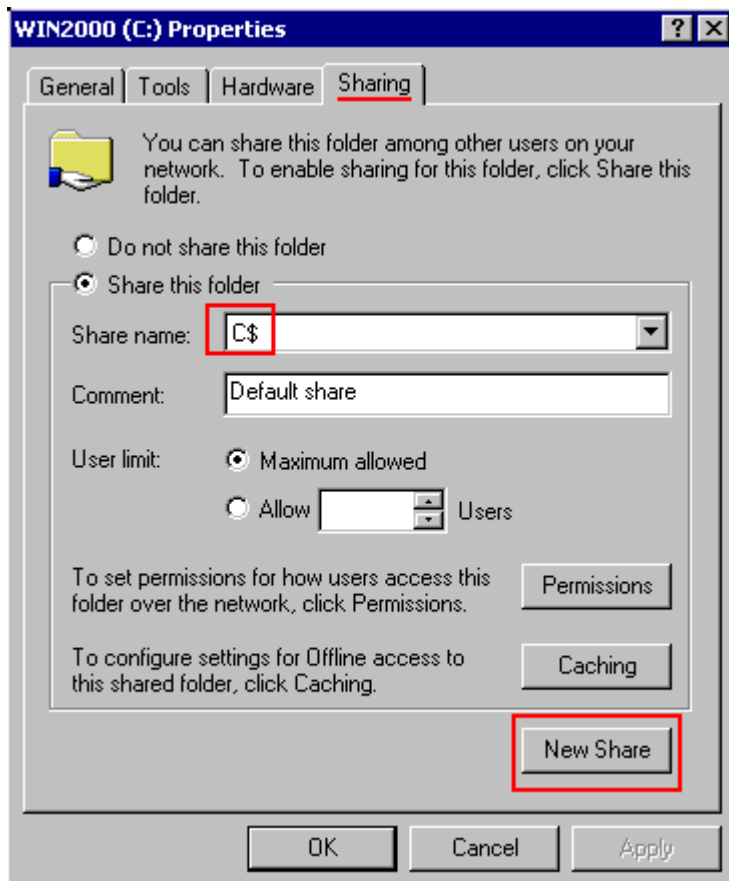 WIN2000 (C:) Properties
General Tools Hardware Sharing
You can share this folder among other users on your
network. To enable sharing for this folder, click Share this
folder.
Do not share this folder
Share this folder
Share name: C$
Comment: Default share
User limit: Maximum allowed
Allow Users
To set permissions for how users access this
folder over the network, click Permissions.
Permissions
To configure settings for Offline access to
this shared folder, click Caching.
Caching
New Share
OK Cancel Apply